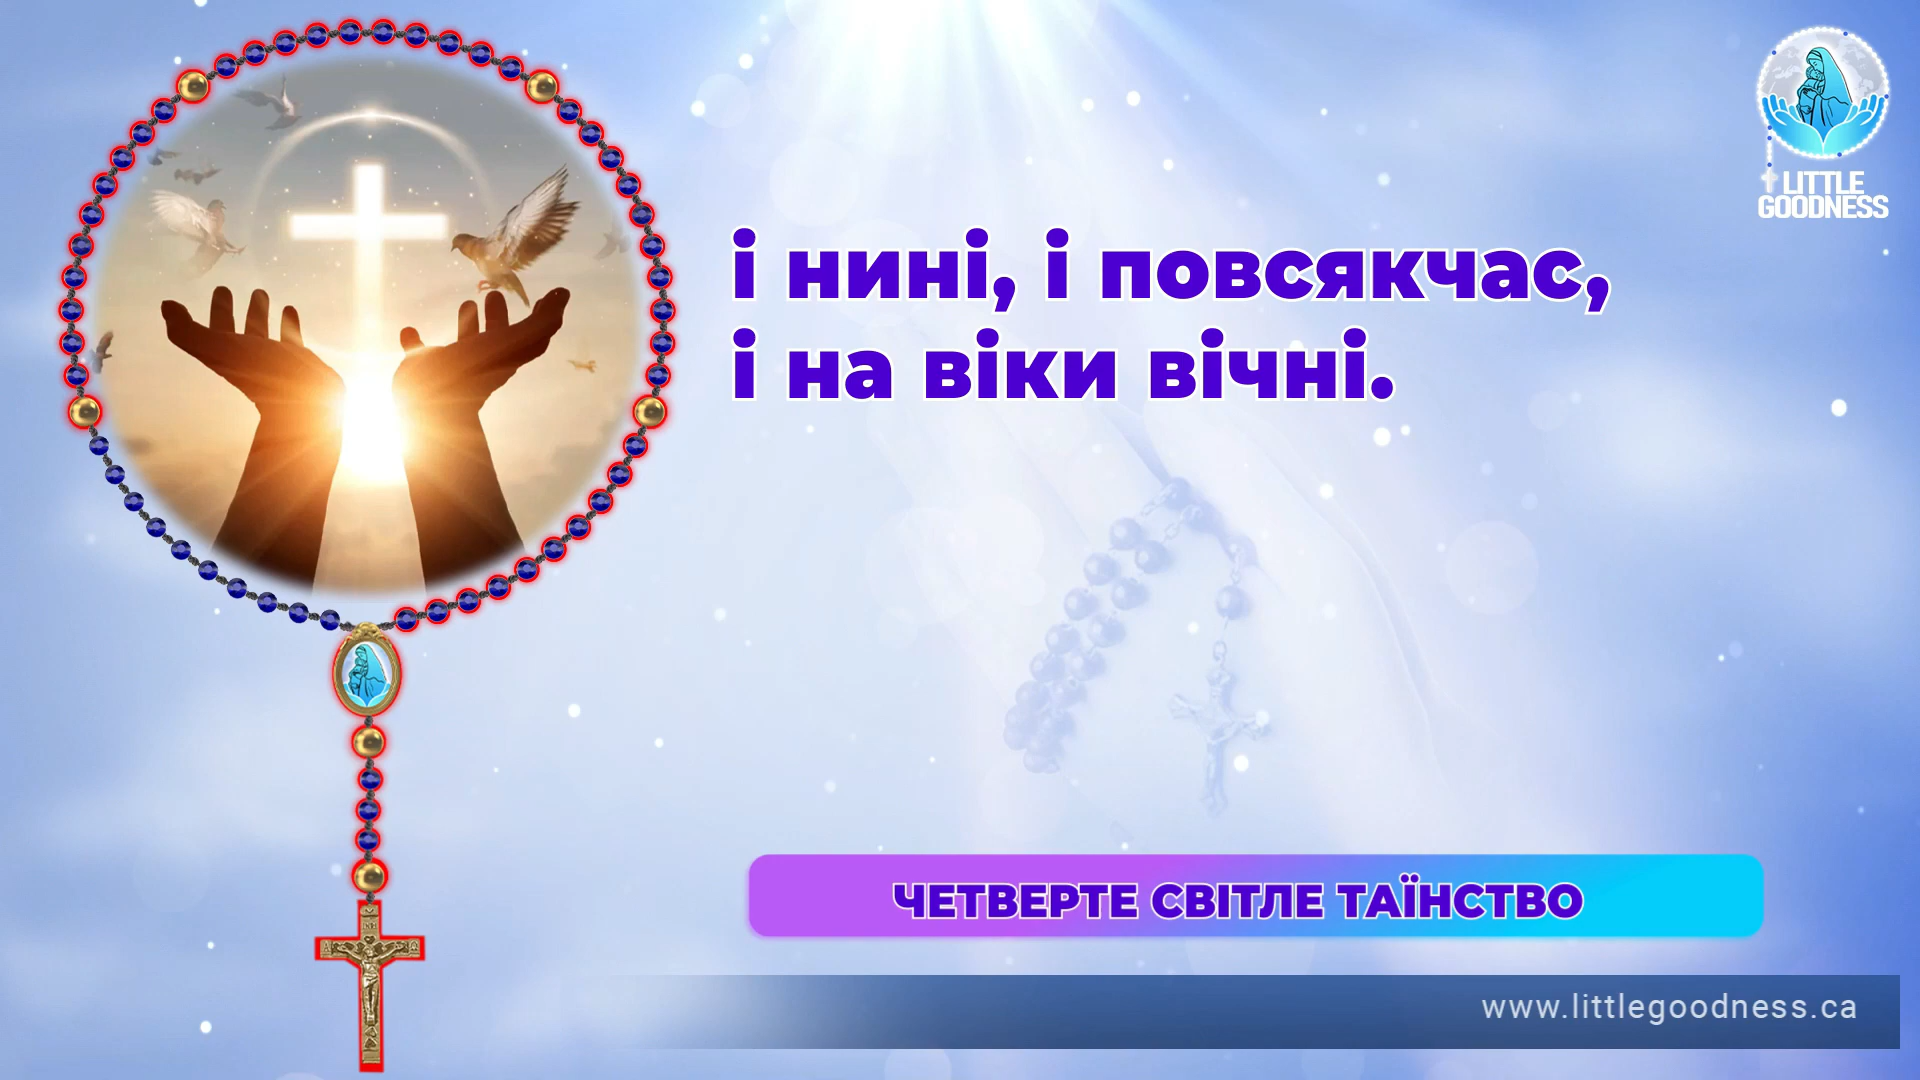 LITTLE
GOODNESS
і нині, і повсякчас,
і на віки вічні.
ЧЕТВЕРТЕ СВІТЛЕ ТАЇНСТВО
www.littlegoodness.ca